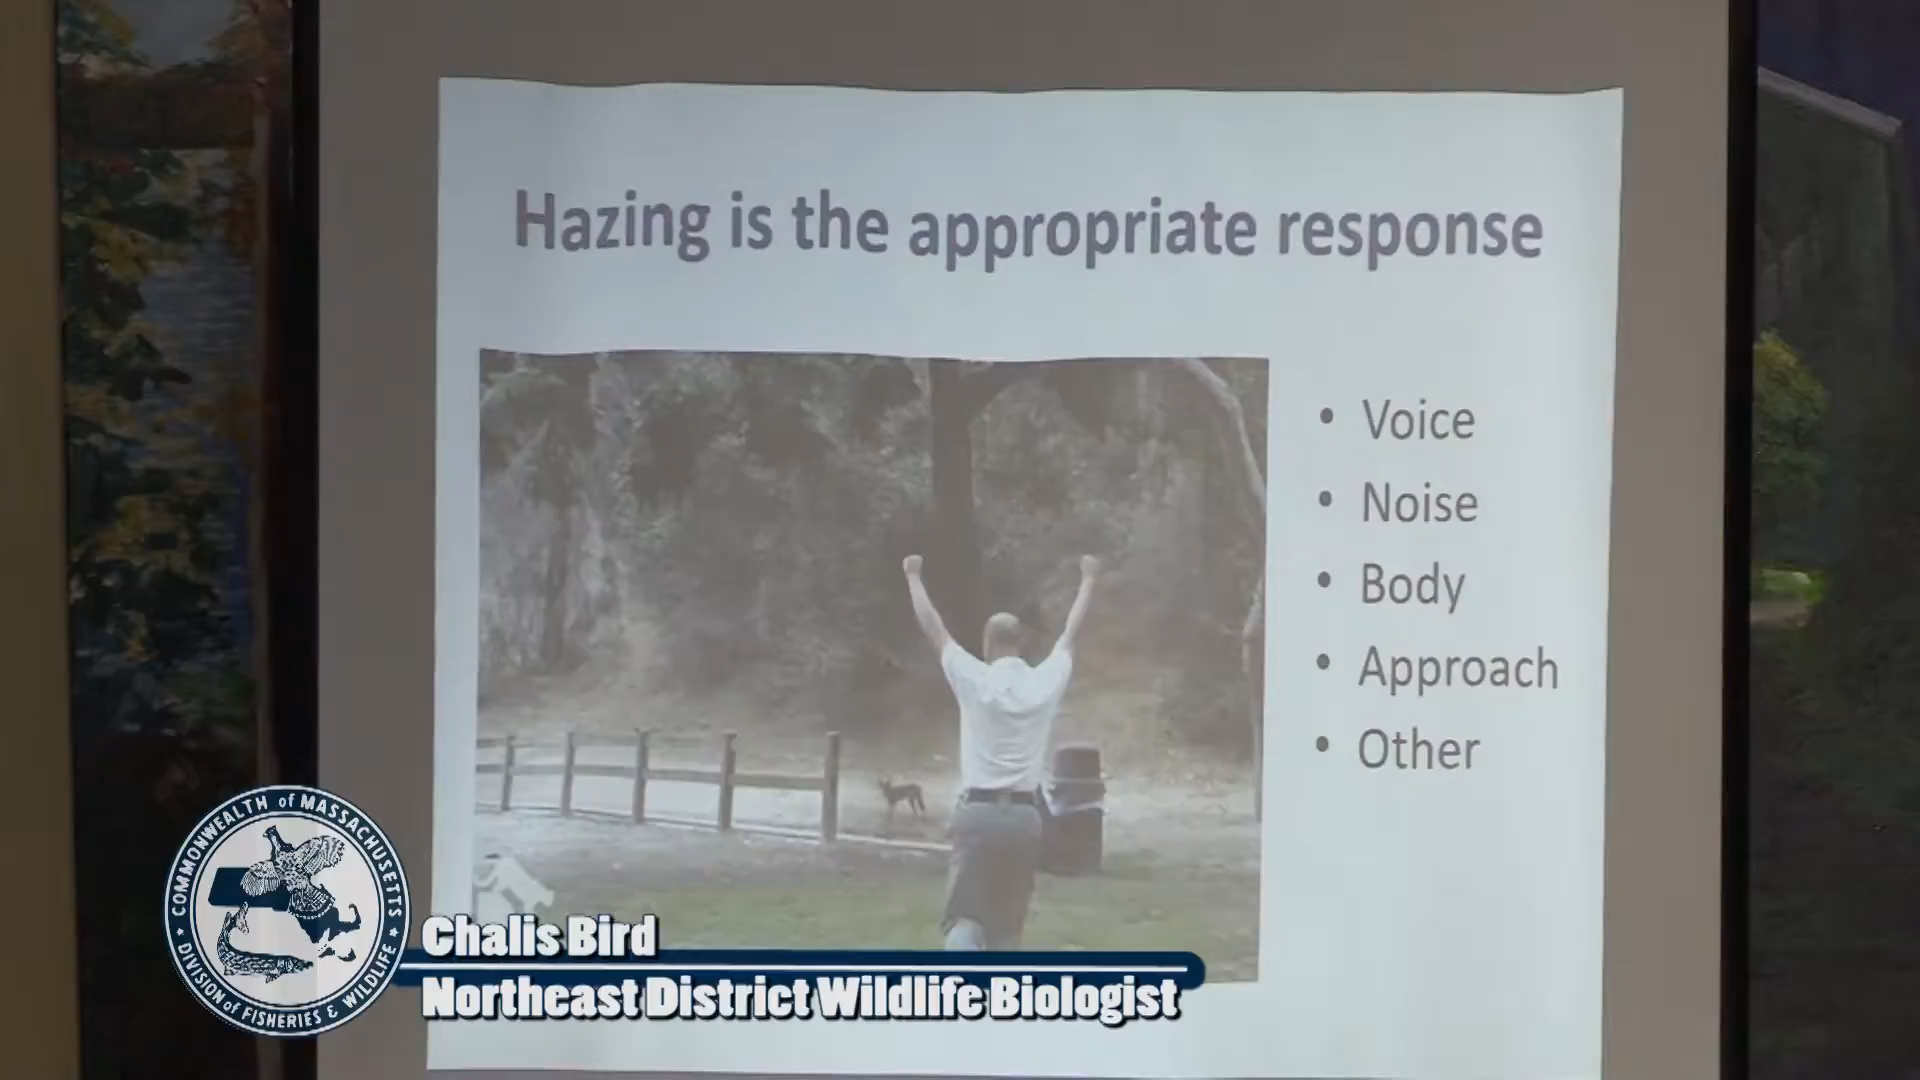 Hazing is the appropriate response
• Voice
• Noise
• Body
• Approach
• Other
COMMONWEALTH of MASSACHUSETTS
DIVISION of FISHERIES & WILDLIFE
Chalis Bird
Northeast District Wildlife Biologist